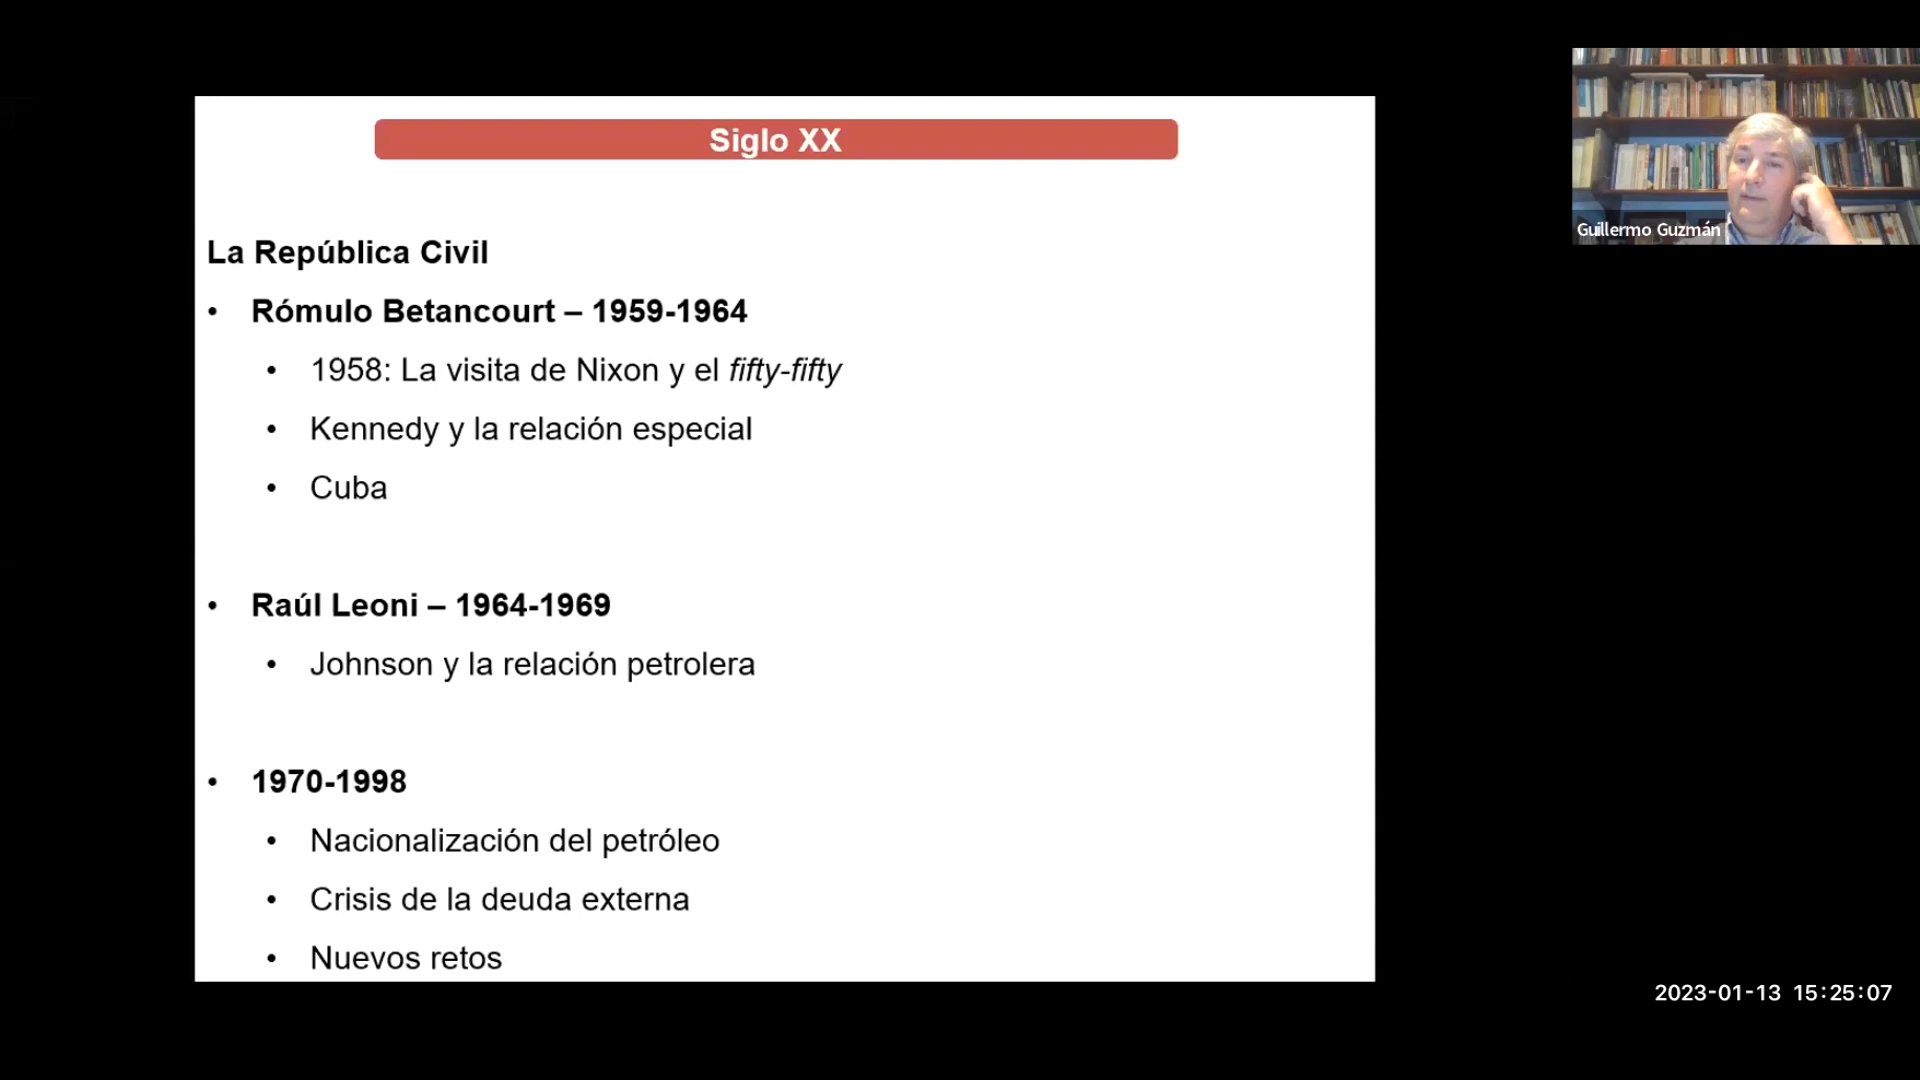 Siglo XX
La República Civil
• Rómulo Betancourt – 1959-1964
• 1958: La visita de Nixon y el fifty-fifty
• Kennedy y la relación especial
• Cuba
• Raúl Leoni – 1964-1969
• Johnson y la relación petrolera
• 1970-1998
• Nacionalización del petróleo
• Crisis de la deuda externa
• Nuevos retos
Guillermo Guzmán
2023-01-13 15:25:07